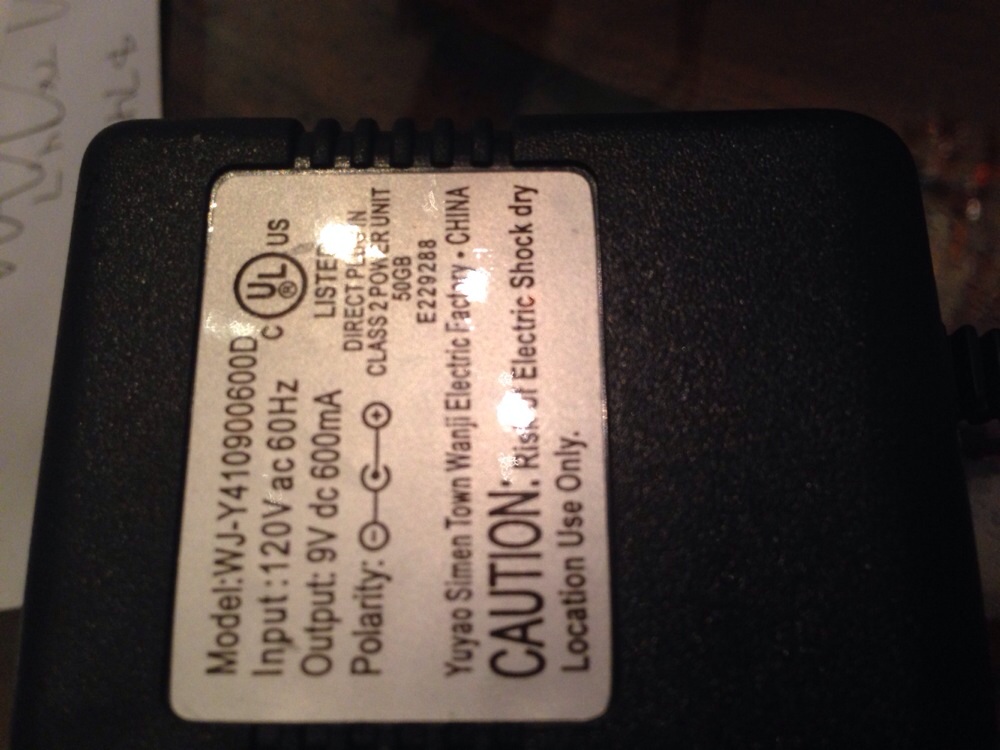 Model:WJ-Y410900600D
Input:120V ac 60Hz
Output: 9V dc 600mA
Polarity:
C UL US
®
LISTED
DIRECT PLUG IN
CLASS 2 POWER UNIT
50GB
E229288
Yuyao Simen Town Wanji Electric Factory • CHINA
CAUTION: Risk of Electric Shock dry
Location Use Only.